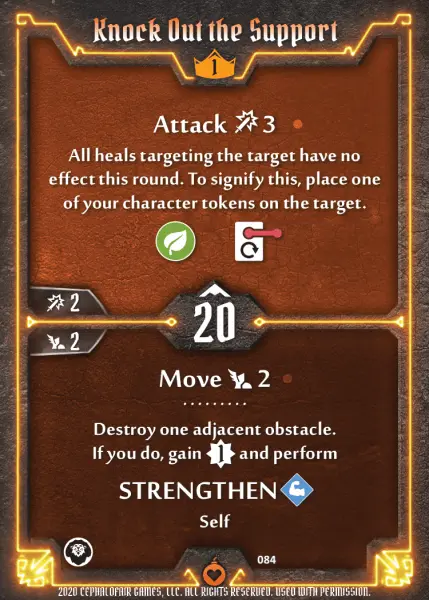 Knock Out the Support
1
Attack 3
All heals targeting the target have no
effect this round. To signify this, place one
of your character tokens on the target.
2
20
2
Move 2
Destroy one adjacent obstacle.
If you do, gain 1 and perform
STRENGTHEN
Self
084
2020 CEPHALOFAIR GAMES, LLC. ALL RIGHTS RESERVED. USED WITH PERMISSION.